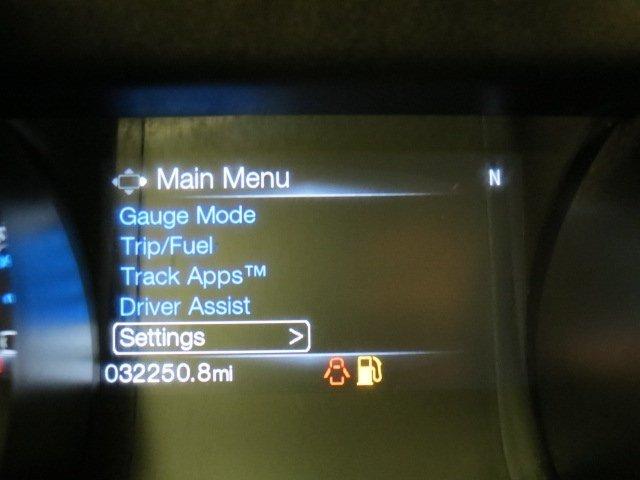 Main Menu N
Gauge Mode
Trip/Fuel
Track Apps™
Driver Assist
Settings >
032250.8mi